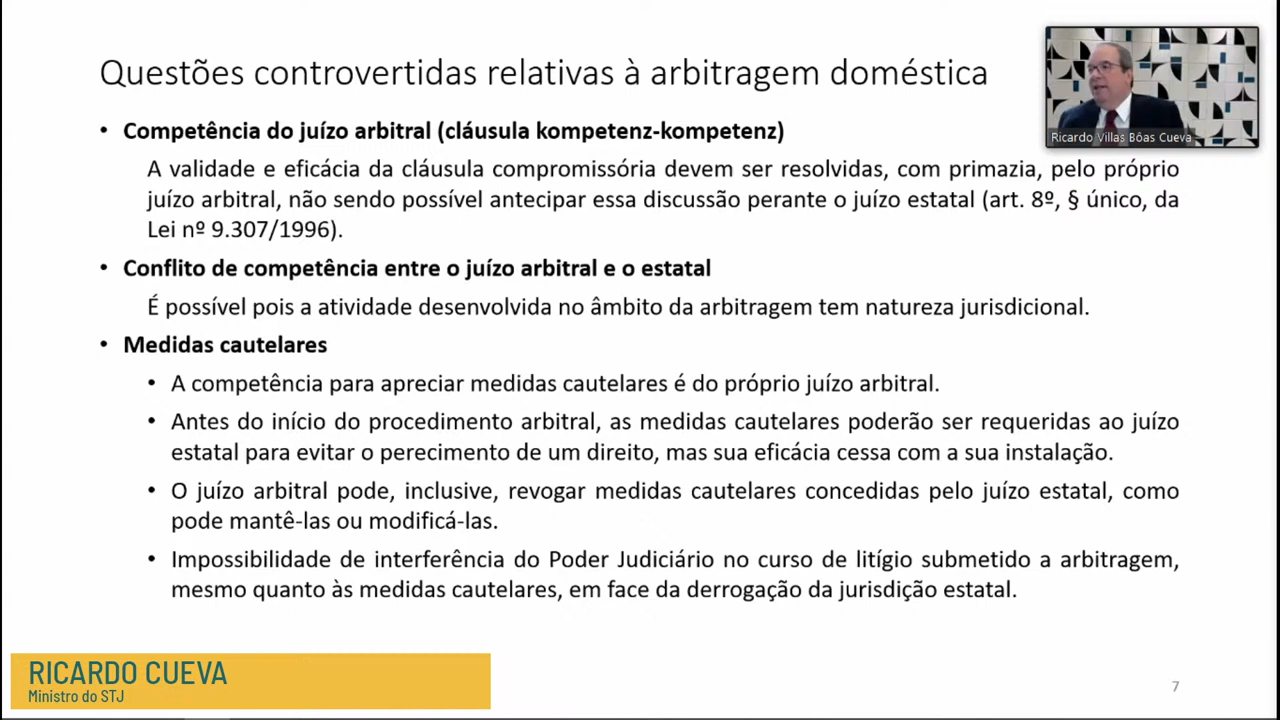 Questões controvertidas relativas à arbitragem doméstica
Ricardo Villas Bôas Cueva
• Competência do juízo arbitral (cláusula kompetenz-kompetenz)
A validade e eficácia da cláusula compromissória devem ser resolvidas, com primazia, pelo próprio
juízo arbitral, não sendo possível antecipar essa discussão perante o juízo estatal (art. 8º, § único, da
Lei nº 9.307/1996).
• Conflito de competência entre o juízo arbitral e o estatal
É possível pois a atividade desenvolvida no âmbito da arbitragem tem natureza jurisdicional.
• Medidas cautelares
• A competência para apreciar medidas cautelares é do próprio juízo arbitral.
• Antes do início do procedimento arbitral, as medidas cautelares poderão ser requeridas ao juízo
estatal para evitar o perecimento de um direito, mas sua eficácia cessa com a sua instalação.
• O juízo arbitral pode, inclusive, revogar medidas cautelares concedidas pelo juízo estatal, como
pode mantê-las ou modificá-las.
• Impossibilidade de interferência do Poder Judiciário no curso de litígio submetido a arbitragem,
mesmo quanto às medidas cautelares, em face da derrogação da jurisdição estatal.
RICARDO CUEVA
Ministro do STJ
7